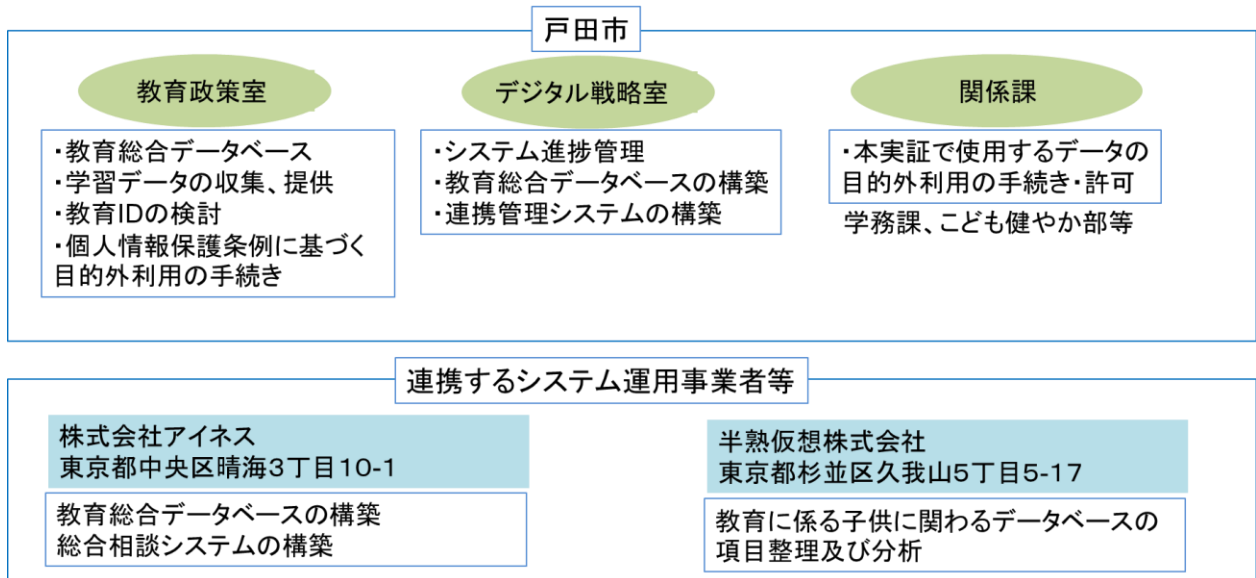 戸田市
教育政策室
・教育総合データベース
・学習データの収集、提供
・教育IDの検討
・個人情報保護条例に基づく
目的外利用の手続き
デジタル戦略室
・システム進捗管理
・教育総合データベースの構築
・連携管理システムの構築
関係課
・本実証で使用するデータの
目的外利用の手続き・許可
学務課、こども健やか部等
連携するシステム運用事業者等
株式会社アイネス
東京都中央区晴海3丁目10-1
教育総合データベースの構築
総合相談システムの構築
半熟仮想株式会社
東京都杉並区久我山5丁目5-17
教育に係る子供に関わるデータベースの
項目整理及び分析